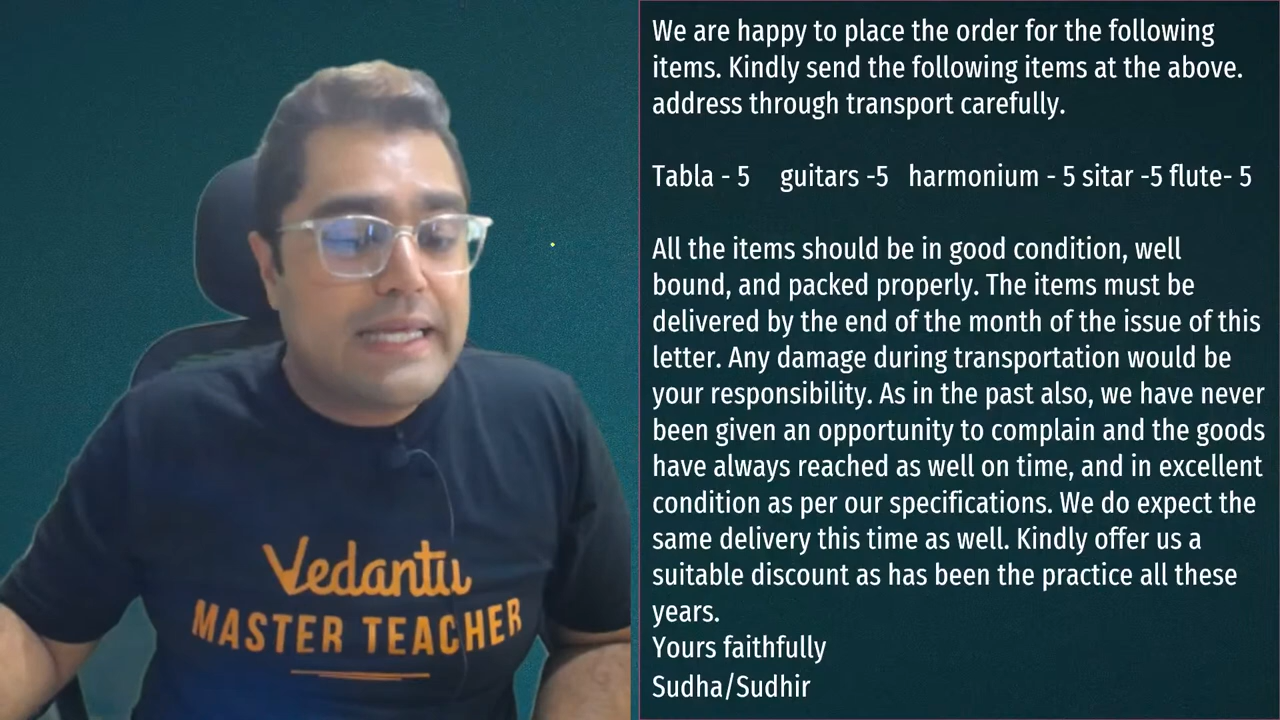 We are happy to place the order for the following
items. Kindly send the following items at the above.
address through transport carefully.
Tabla - 5 guitars -5 harmonium - 5 sitar -5 flute- 5
All the items should be in good condition, well
bound, and packed properly. The items must be
delivered by the end of the month of the issue of this
letter. Any damage during transportation would be
your responsibility. As in the past also, we have never
been given an opportunity to complain and the goods
have always reached as well on time, and in excellent
condition as per our specifications. We do expect the
same delivery this time as well. Kindly offer us a
suitable discount as has been the practice all these
years.
Yours faithfully
Sudha/Sudhir
Vedantu
MASTER TEACHER